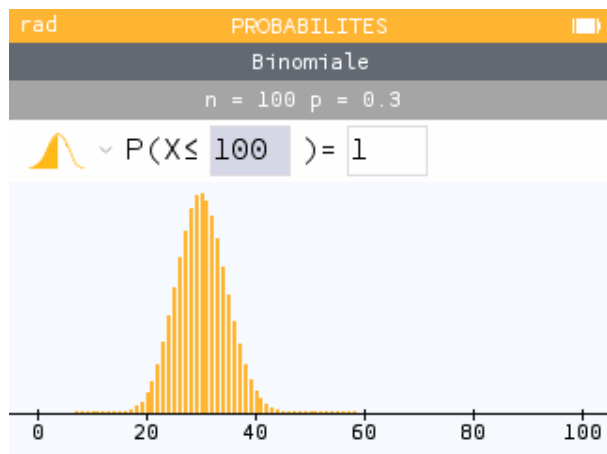 rad PROBABILITES
Binomiale
n = 100 p = 0.3
P(X≤ 100 )= 1
0 20 40 60 80 100